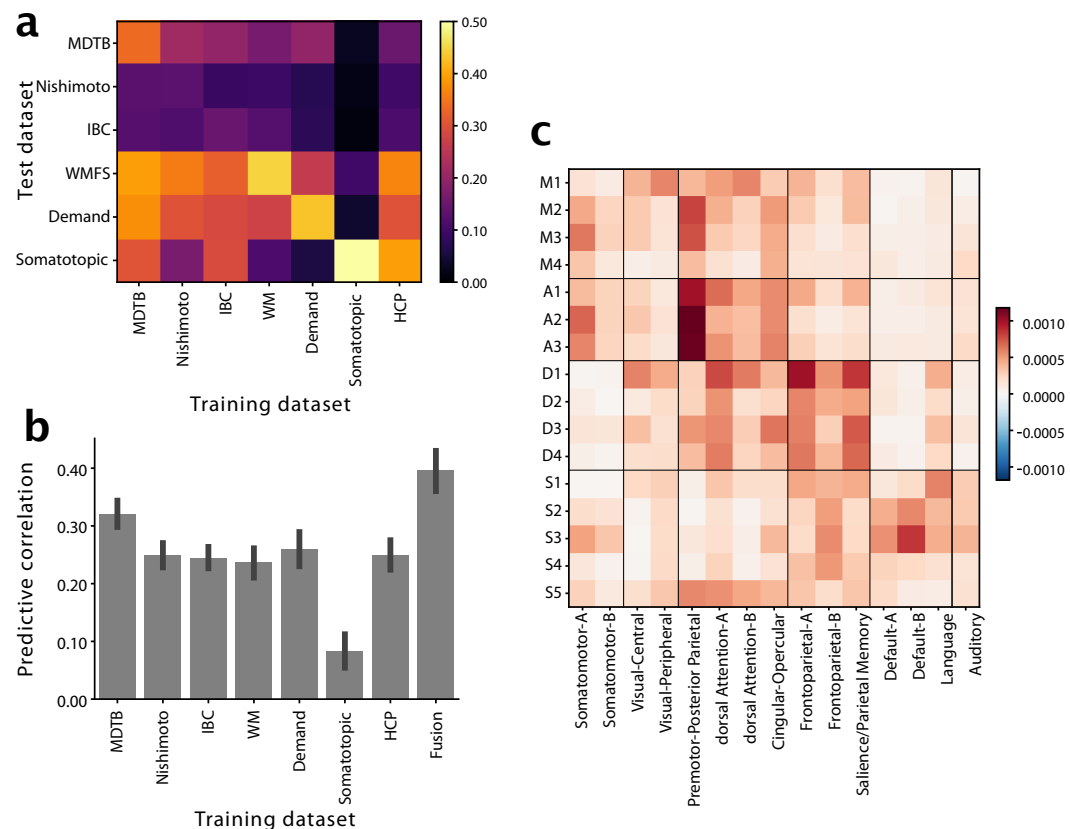 a
Test dataset
MDTB
Nishimoto
IBC
WMFS
Demand
Somatotopic
MDTB
Nishimoto
IBC
WM
Demand
Somatotopic
HCP
Training dataset
0.50
0.40
0.30
0.20
0.10
0.00
b
Predictive correlation
0.40
0.30
0.20
0.10
0.00
MDTB
Nishimoto
IBC
WM
Demand
Somatotopic
HCP
Fusion
Training dataset
c
M1
M2
M3
M4
A1
A2
A3
D1
D2
D3
D4
S1
S2
S3
S4
S5
Somatomotor-A
Somatomotor-B
Visual-Central
Visual-Peripheral
Premotor-Posterior Parietal
dorsal Attention-A
dorsal Attention-B
Cingular-Opercular
Frontoparietal-A
Frontoparietal-B
Salience/Parietal Memory
Default-A
Default-B
Language
Auditory
0.0010
0.0005
0.0000
−0.0005
−0.0010